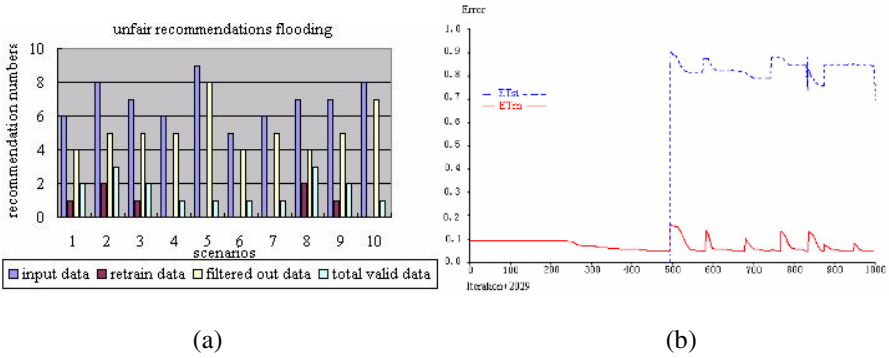 unfair recommendations flooding
recommendation numbers
10
8
6
4
2
0
1 2 3 4 5 6 7 8 9 10
scenarios
input data retrain data filtered out data total valid data
(a)
Error
1.0
0.9
0.8
0.7
0.6
0.5
0.4
0.3
0.2
0.1
0.0
ETst
ETrn
0 100 200 300 400 500 600 700 800 900 1000
Iteration+2029
(b)